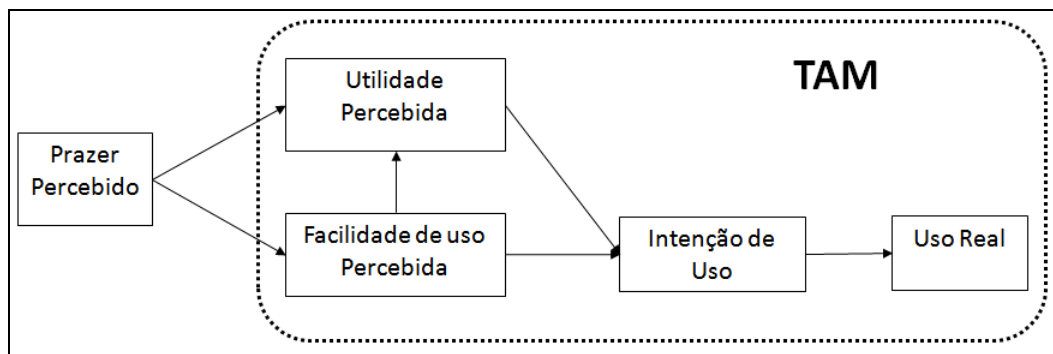 TAM
Utilidade
Percebida
Prazer
Percebido
Facilidade de uso
Percebida
Intenção de
Uso
Uso Real